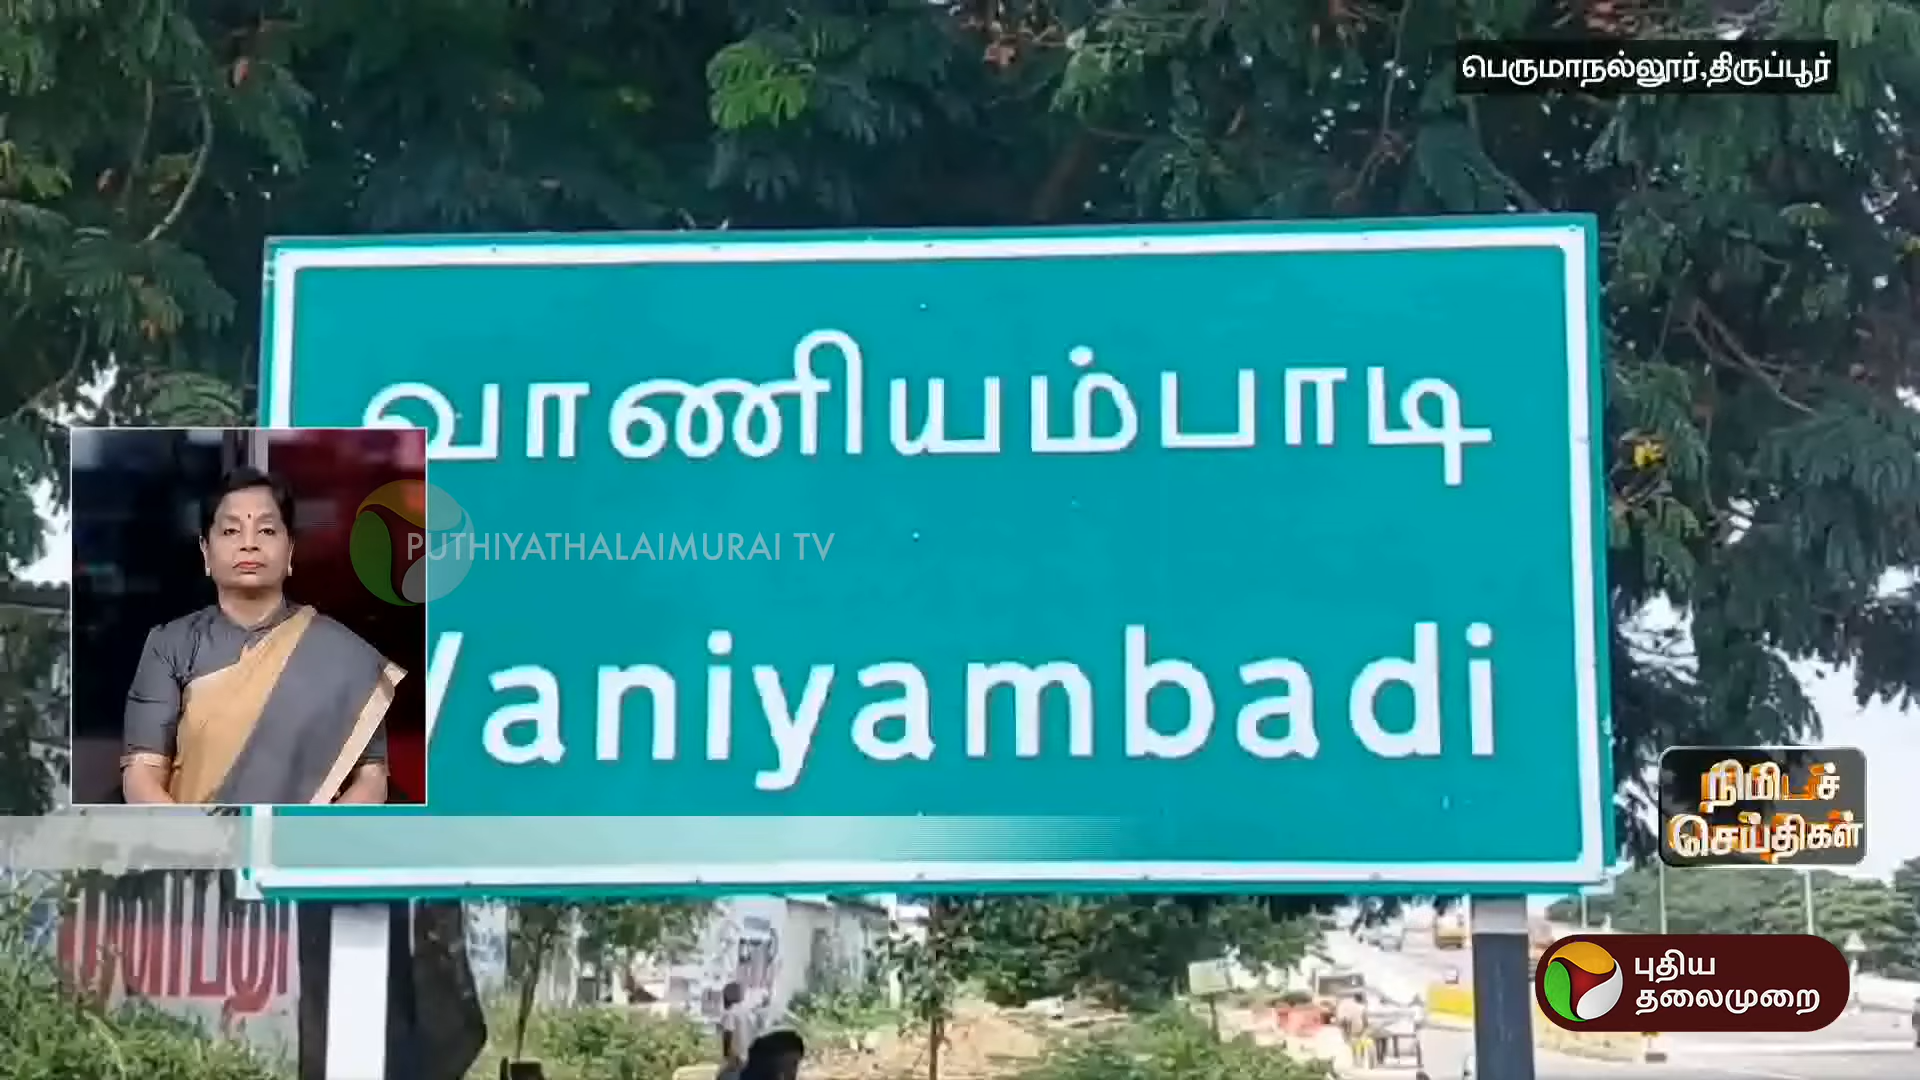 பெருமாநல்லூர்,திருப்பூர்
வாணியம்பாடி
PUTHIYATHALAIMURAI TV
Vaniyambadi
நிமிடச்
செய்திகள்
புதிய
தலைமுறை